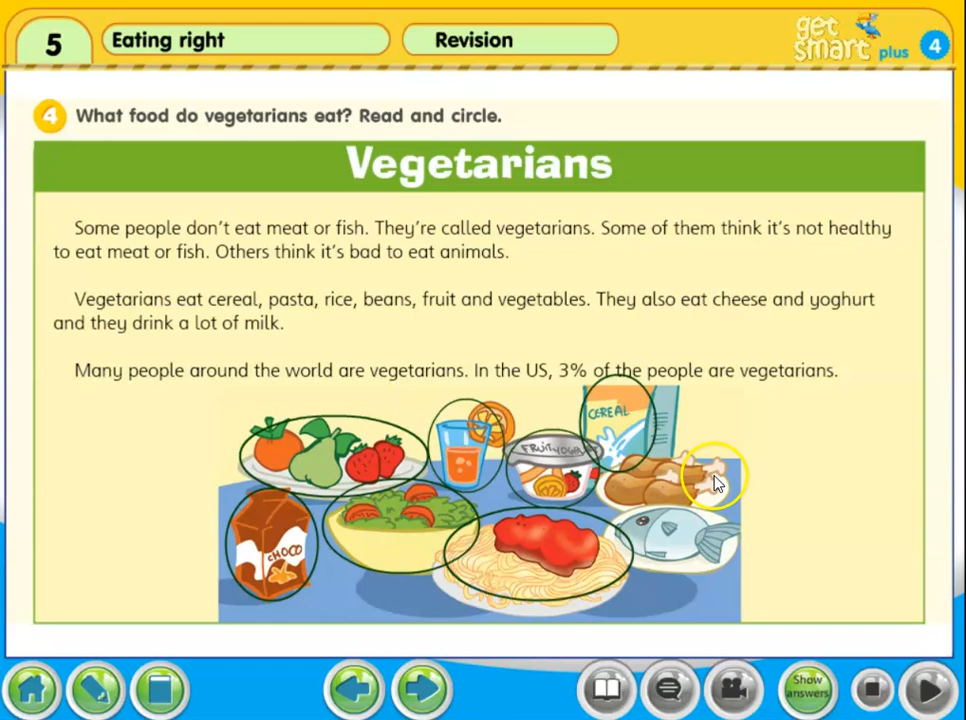 5
Eating right
Revision
get smart plus 4
4 What food do vegetarians eat? Read and circle.
Vegetarians
Some people don't eat meat or fish. They're called vegetarians. Some of them think it's not healthy
to eat meat or fish. Others think it's bad to eat animals.
Vegetarians eat cereal, pasta, rice, beans, fruit and vegetables. They also eat cheese and yoghurt
and they drink a lot of milk.
Many people around the world are vegetarians. In the US, 3% of the people are vegetarians.
CEREAL
FRUIT YOGHURT
CHOCO
Show
answers